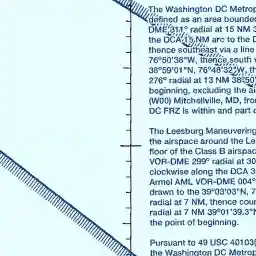 The Washington DC Metrop
defined as an area bounded
DME 311° radial at 15 NM 3
the DCA 15 NM arc to the D
thence southeast via a line
76°50'38"W, thence south v
38°59'01"N, 76°48'32"W, th
276° radial at 13 NM 38°50'
beginning, excluding the air
(W00) Mitchellville, MD, fro
DC FRZ is within and part o
The Leesburg Maneuvering
the airspace around the Lee
floor of the Class B airspac
VOR-DME 299° radial at 30
clockwise along the DCA 3
Armel AML VOR-DME 004°
drawn to the 39°03'03"N, 7
radial at 7 NM, thence coun
radial at 7 NM 39°01'39.3"N
the point of beginning.
Pursuant to 49 USC 40103(
the Washington DC Metrop